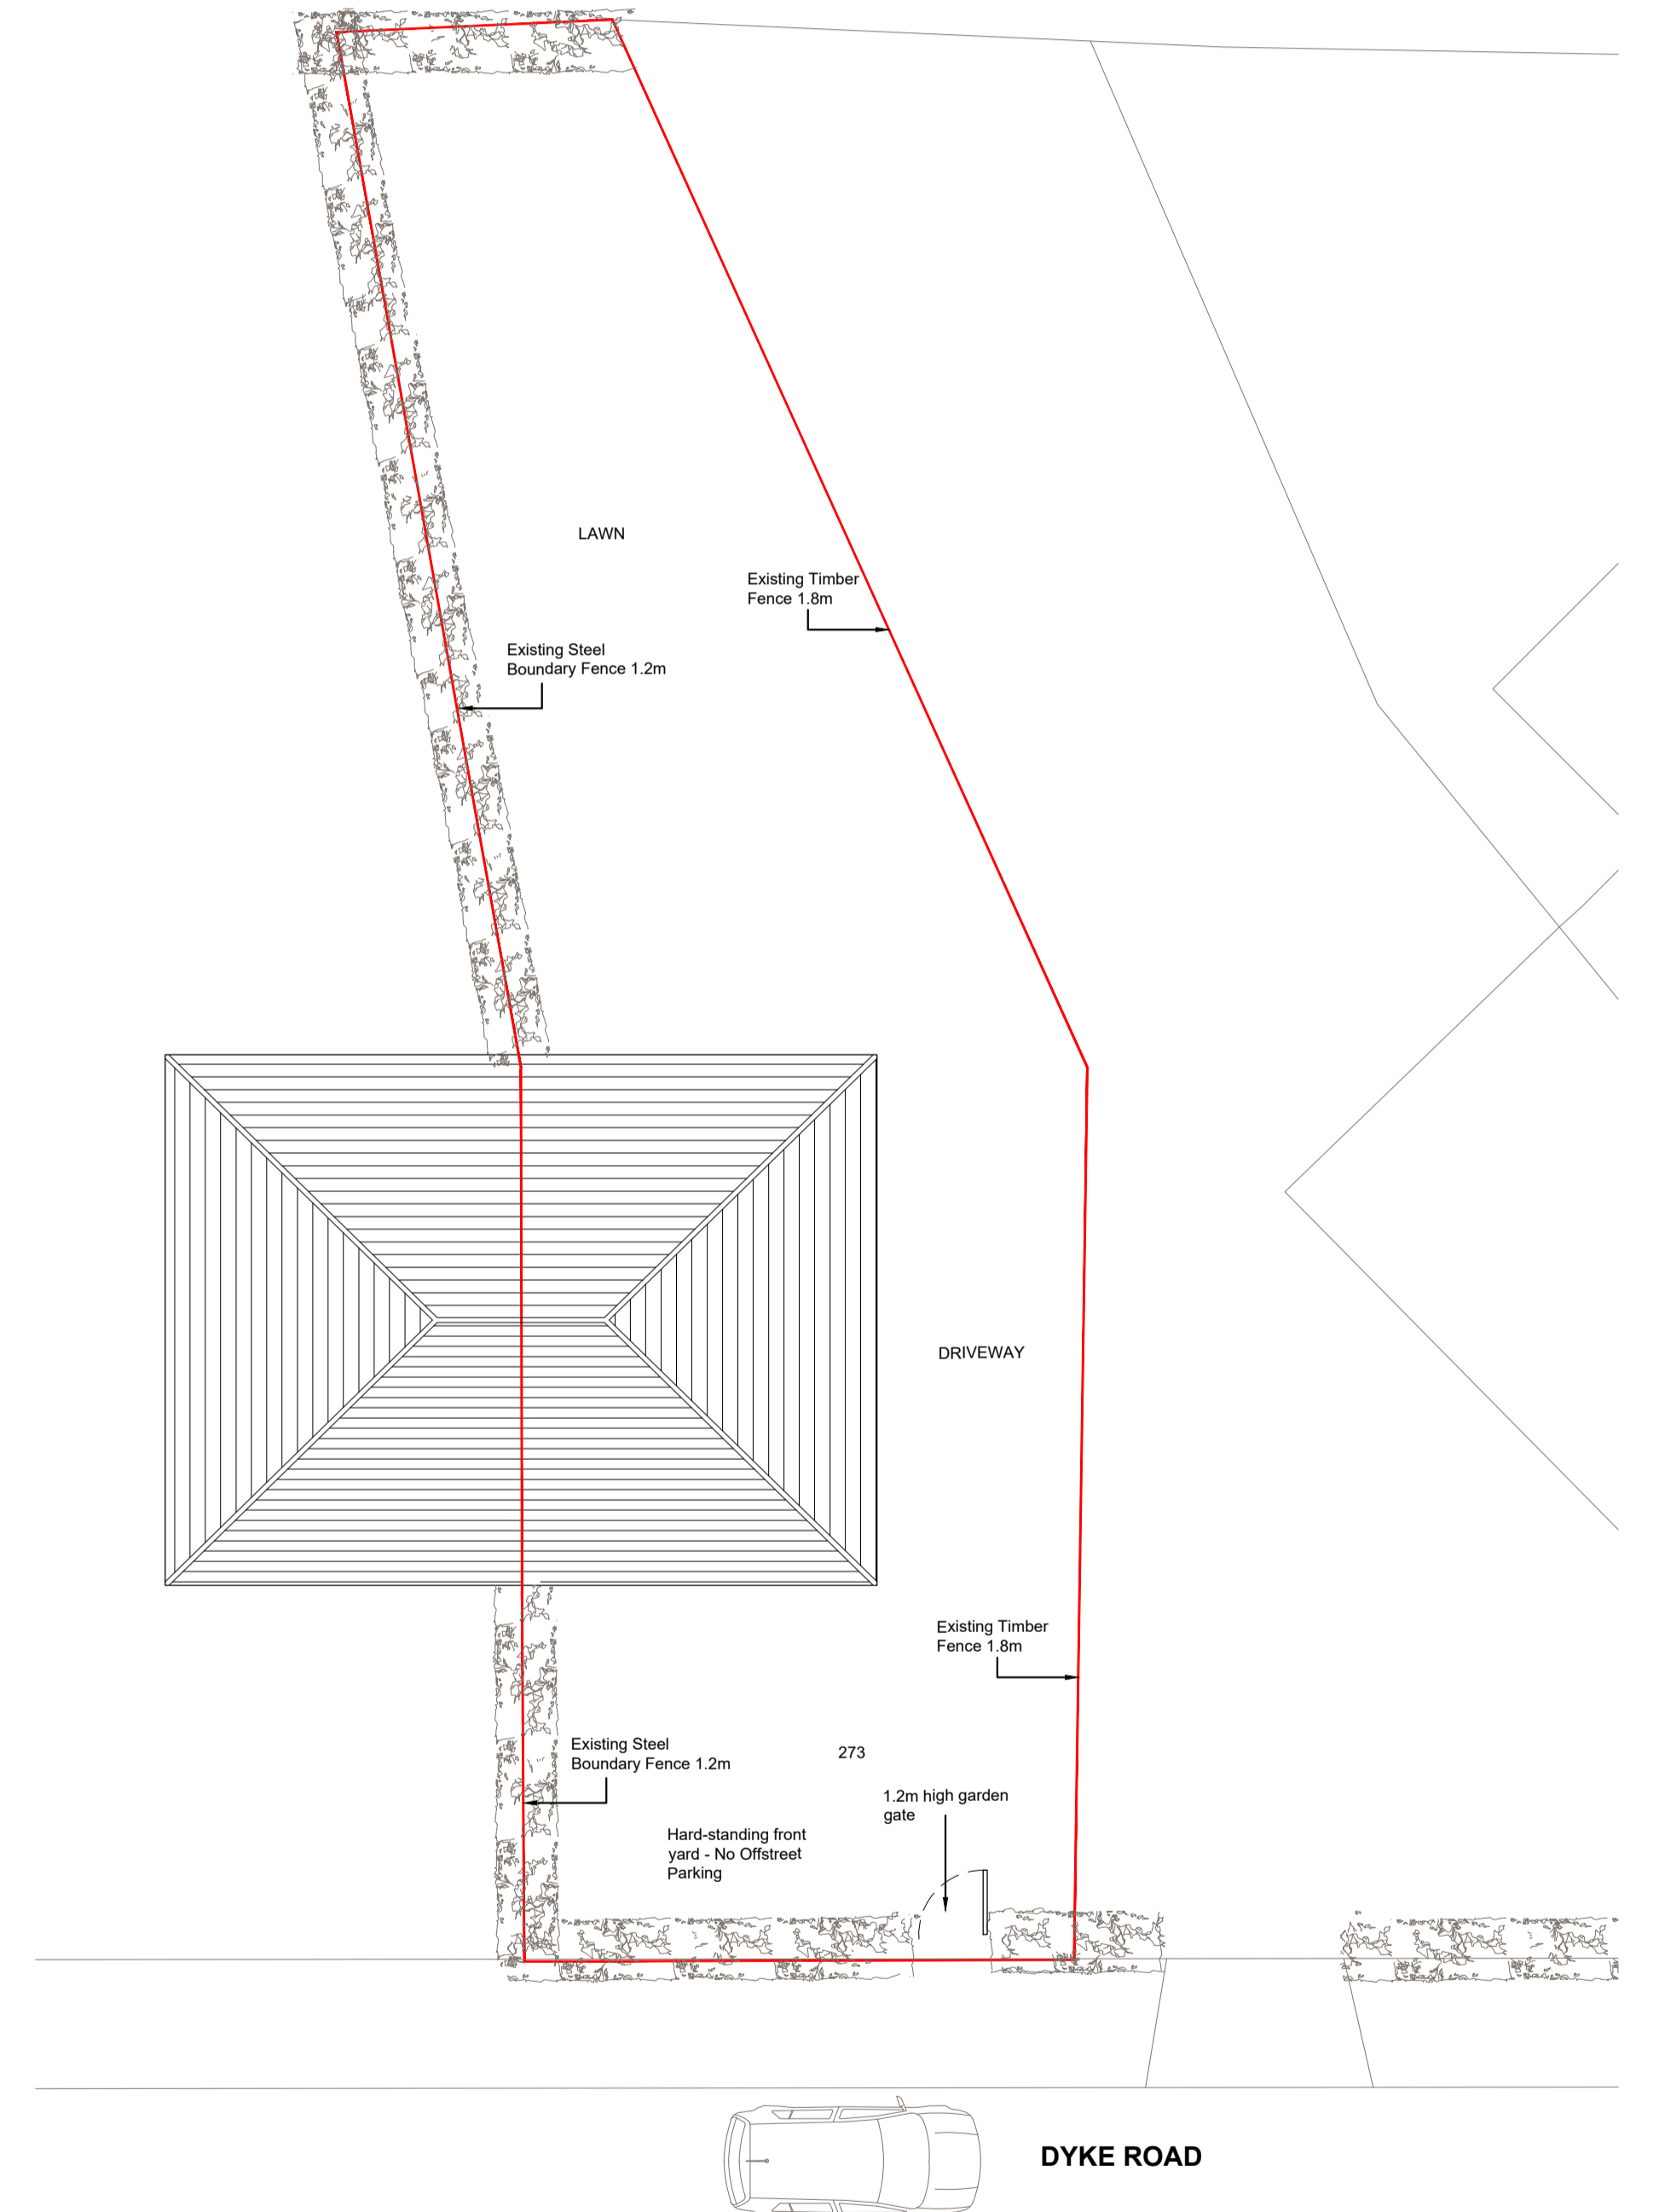 LAWN
Existing Timber
Fence 1.8m
Existing Steel
Boundary Fence 1.2m
DRIVEWAY
Existing Timber
Fence 1.8m
Existing Steel
Boundary Fence 1.2m
273
1.2m high garden
gate
Hard-standing front
yard - No Offstreet
Parking
DYKE ROAD